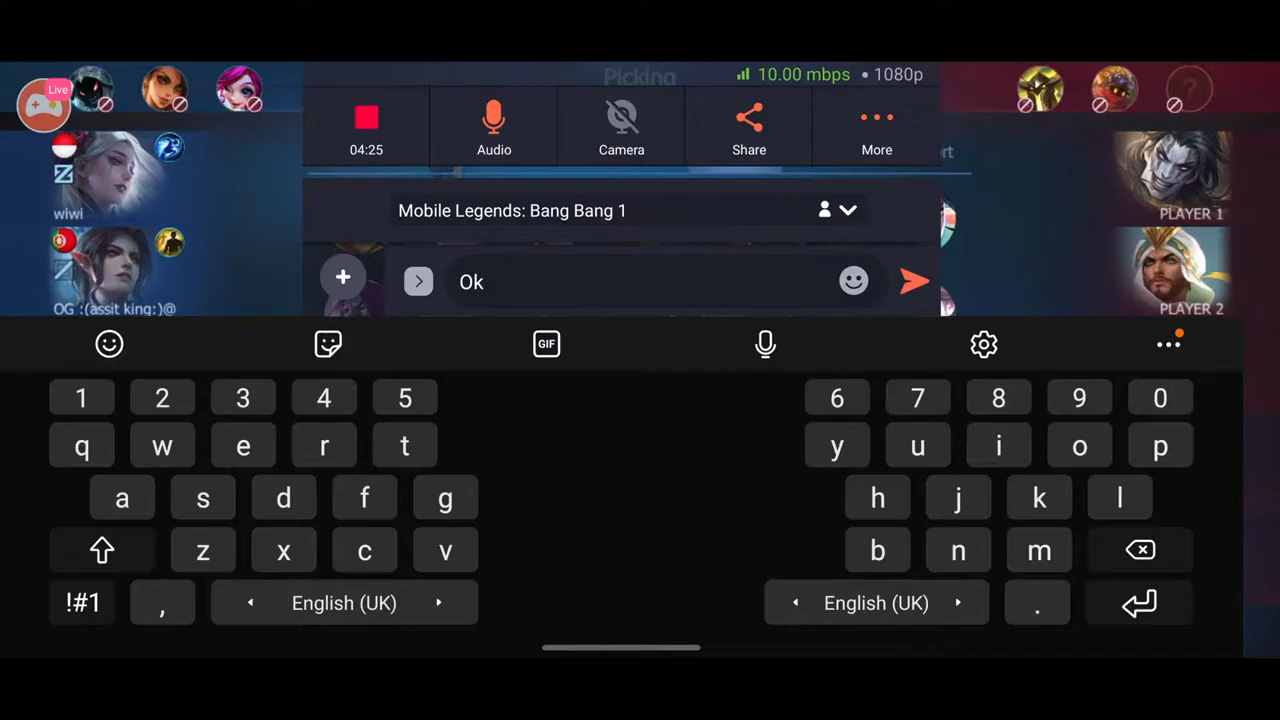 Picking
10.00 mbps • 1080p
Live
04:25
Audio
Camera
Share
More
wiwi
Mobile Legends: Bang Bang 1
PLAYER 1
Ok
OG :(assit king:)@
PLAYER 2
GIF
1 2 3 4 5 6 7 8 9 0
q w e r t y u i o p
a s d f g h j k l
z x c v b n m
!#1 , English (UK) English (UK) .